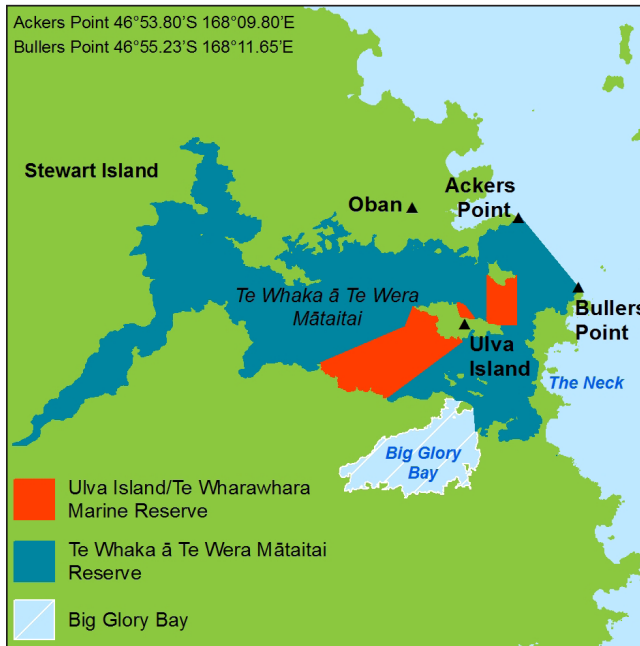 Ackers Point 46°53.80'S 168°09.80'E
Bullers Point 46°55.23'S 168°11.65'E
Stewart Island
Oban
Ackers
Point
Te Whaka ā Te Wera
Mātaitai
Bullers
Point
Ulva
Island
The Neck
Big Glory
Bay
Ulva Island/Te Wharawhara
Marine Reserve
Te Whaka ā Te Wera Mātaitai
Reserve
Big Glory Bay